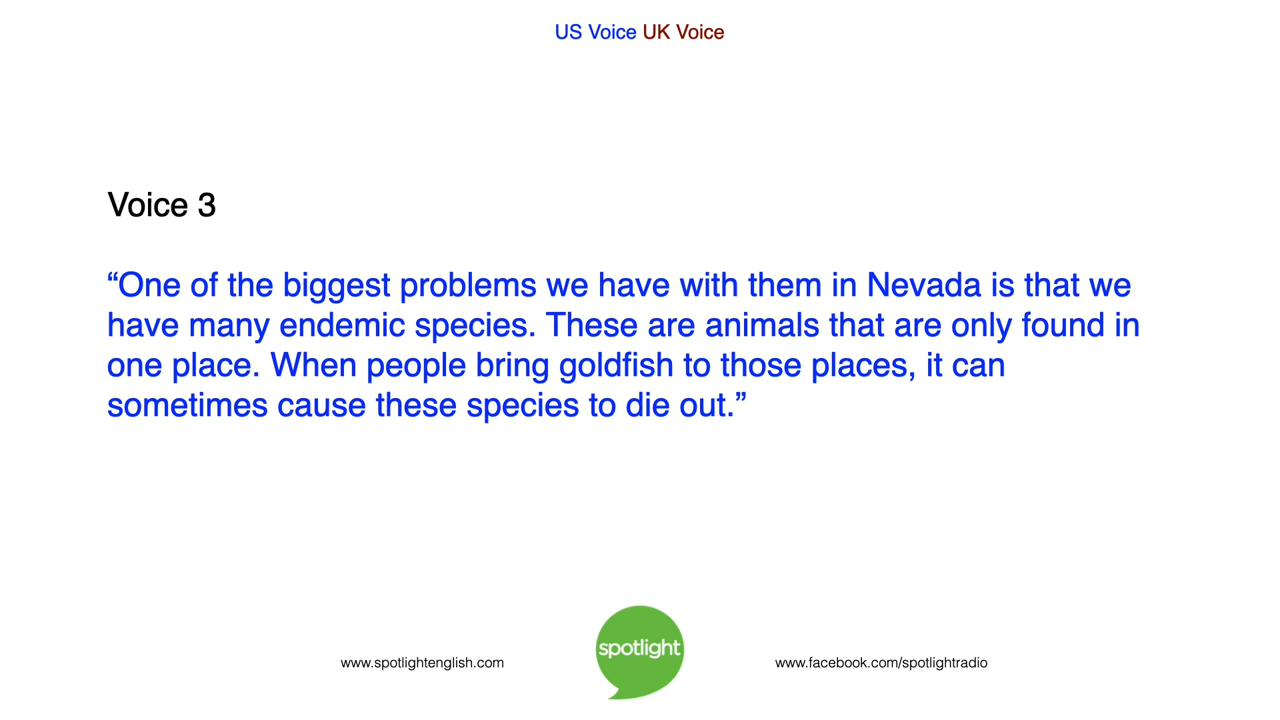 US Voice UK Voice
Voice 3
“One of the biggest problems we have with them in Nevada is that we
have many endemic species. These are animals that are only found in
one place. When people bring goldfish to those places, it can
sometimes cause these species to die out.”
spotlight
www.spotlightenglish.com
www.facebook.com/spotlightradio